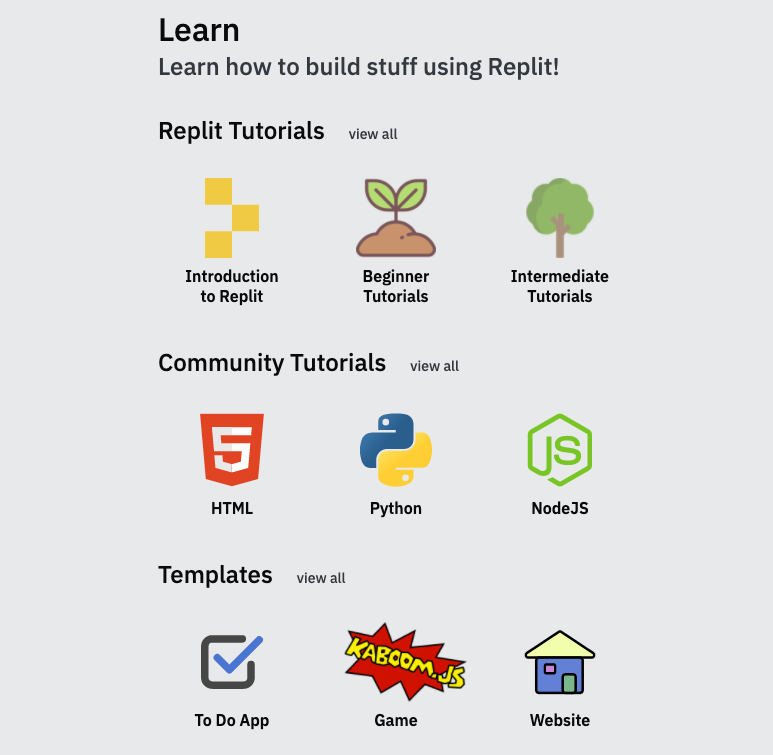 Learn
Learn how to build stuff using Replit!
Replit Tutorials view all
Introduction
to Replit
Beginner
Tutorials
Intermediate
Tutorials
Community Tutorials view all
5
JS
HTML
Python
NodeJS
Templates view all
KABOOM.JS
To Do App
Game
Website